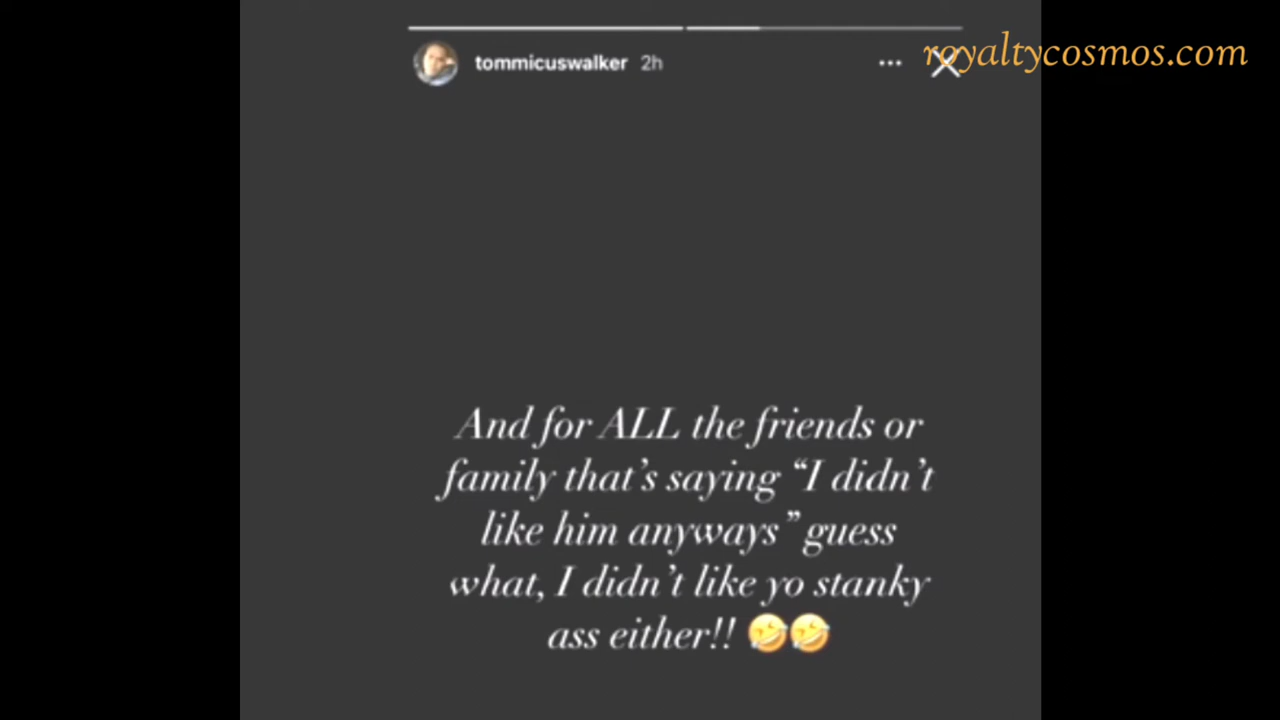 royaltycosmos.com
tommicuswalker 2h
And for ALL the friends or
family that's saying “I didn't
like him anyways” guess
what, I didn't like yo stanky
ass either!! 🤣🤣